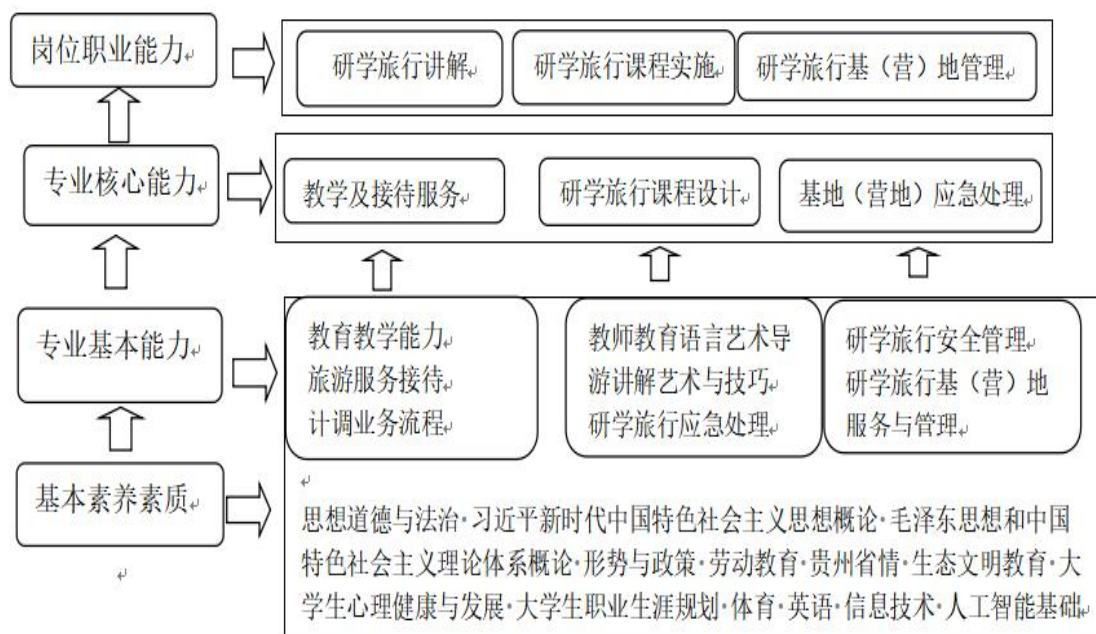 岗位职业能力
研学旅行讲解
研学旅行课程实施
研学旅行基（营）地管理
专业核心能力
教学及接待服务
研学旅行课程设计
基地（营地）应急处理
专业基本能力
教育教学能力
旅游服务接待
计调业务流程
教师教育语言艺术导
游讲解艺术与技巧
研学旅行应急处理
研学旅行安全管理
研学旅行基（营）地
服务与管理
基本素养素质
思想道德与法治·习近平新时代中国特色社会主义思想概论·毛泽东思想和中国
特色社会主义理论体系概论·形势与政策·劳动教育·贵州省情·生态文明教育·大
学生心理健康与发展·大学生职业生涯规划·体育·英语·信息技术·人工智能基础